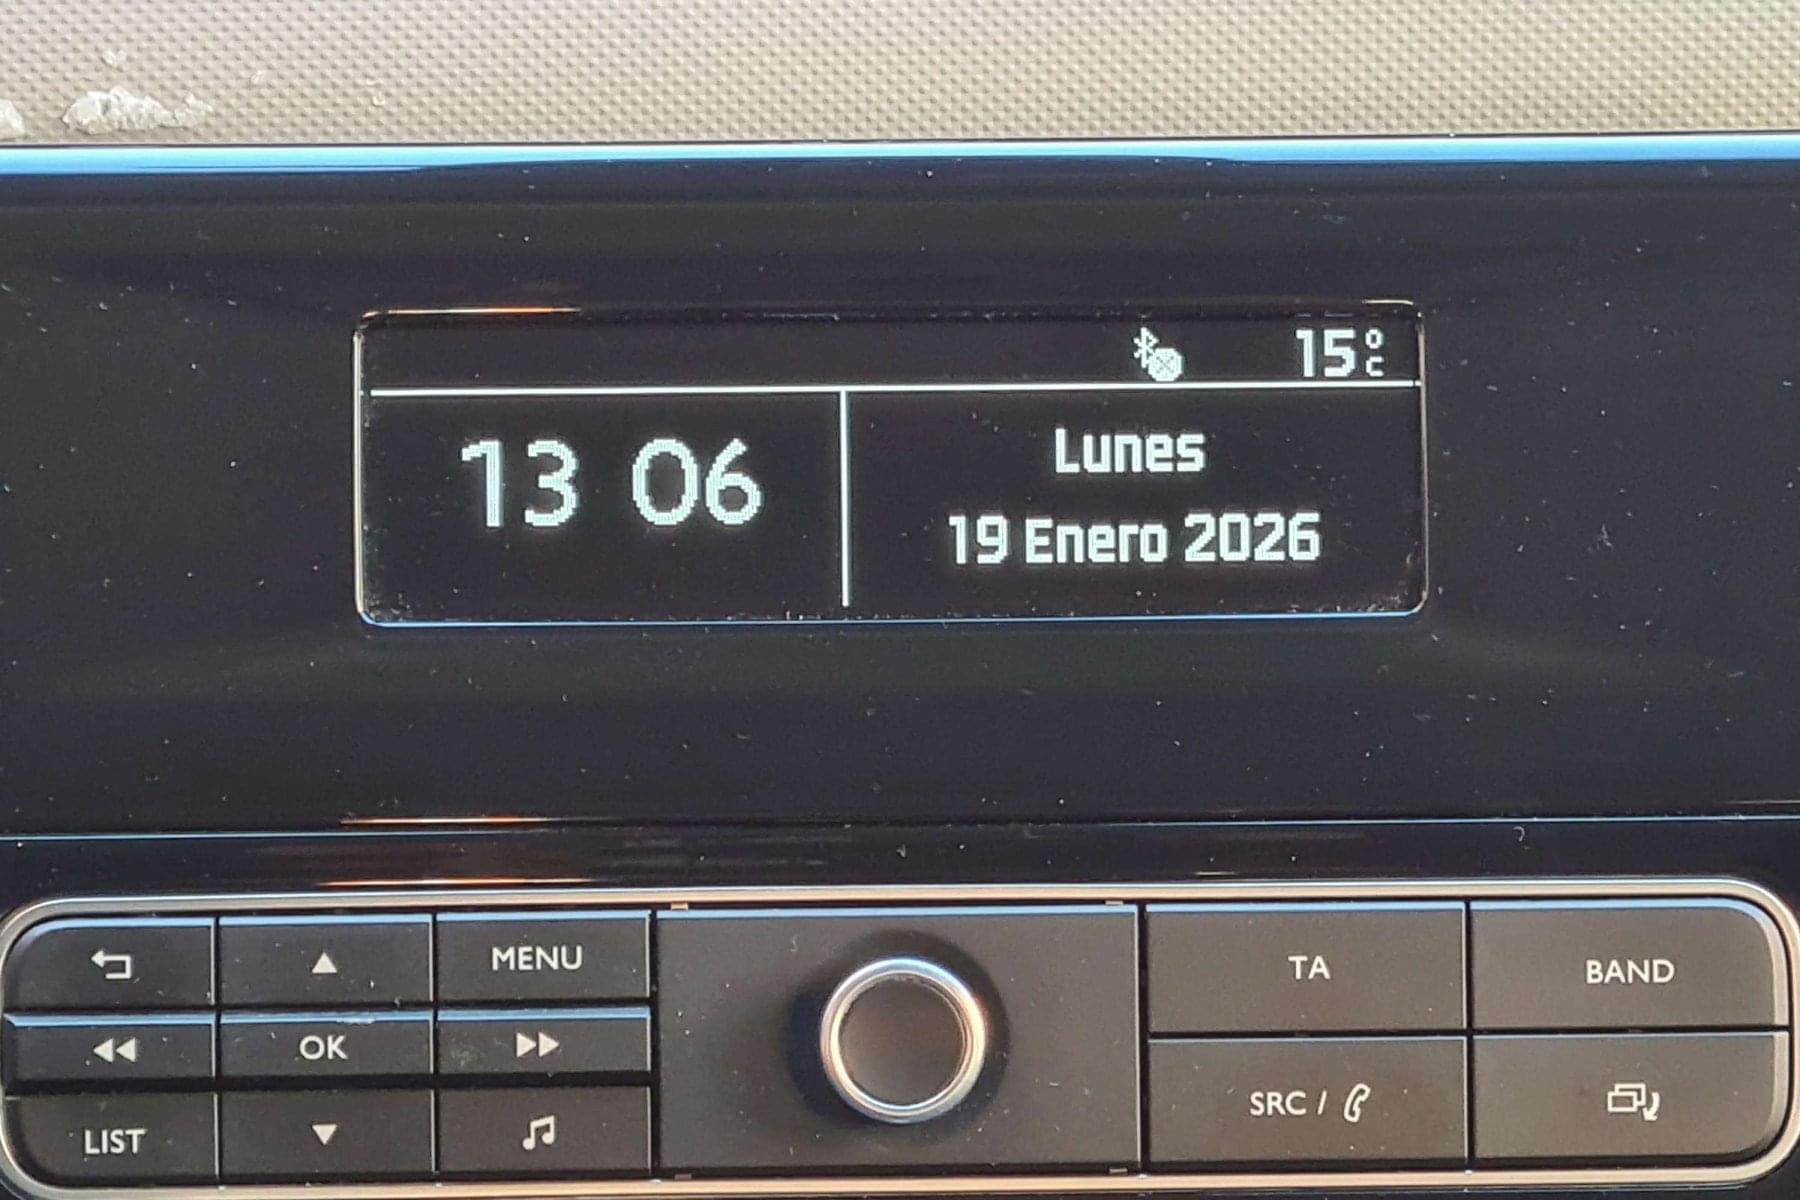 15°C
13 06
Lunes
19 Enero 2026
MENU
TA
BAND
OK
SRC /
LIST